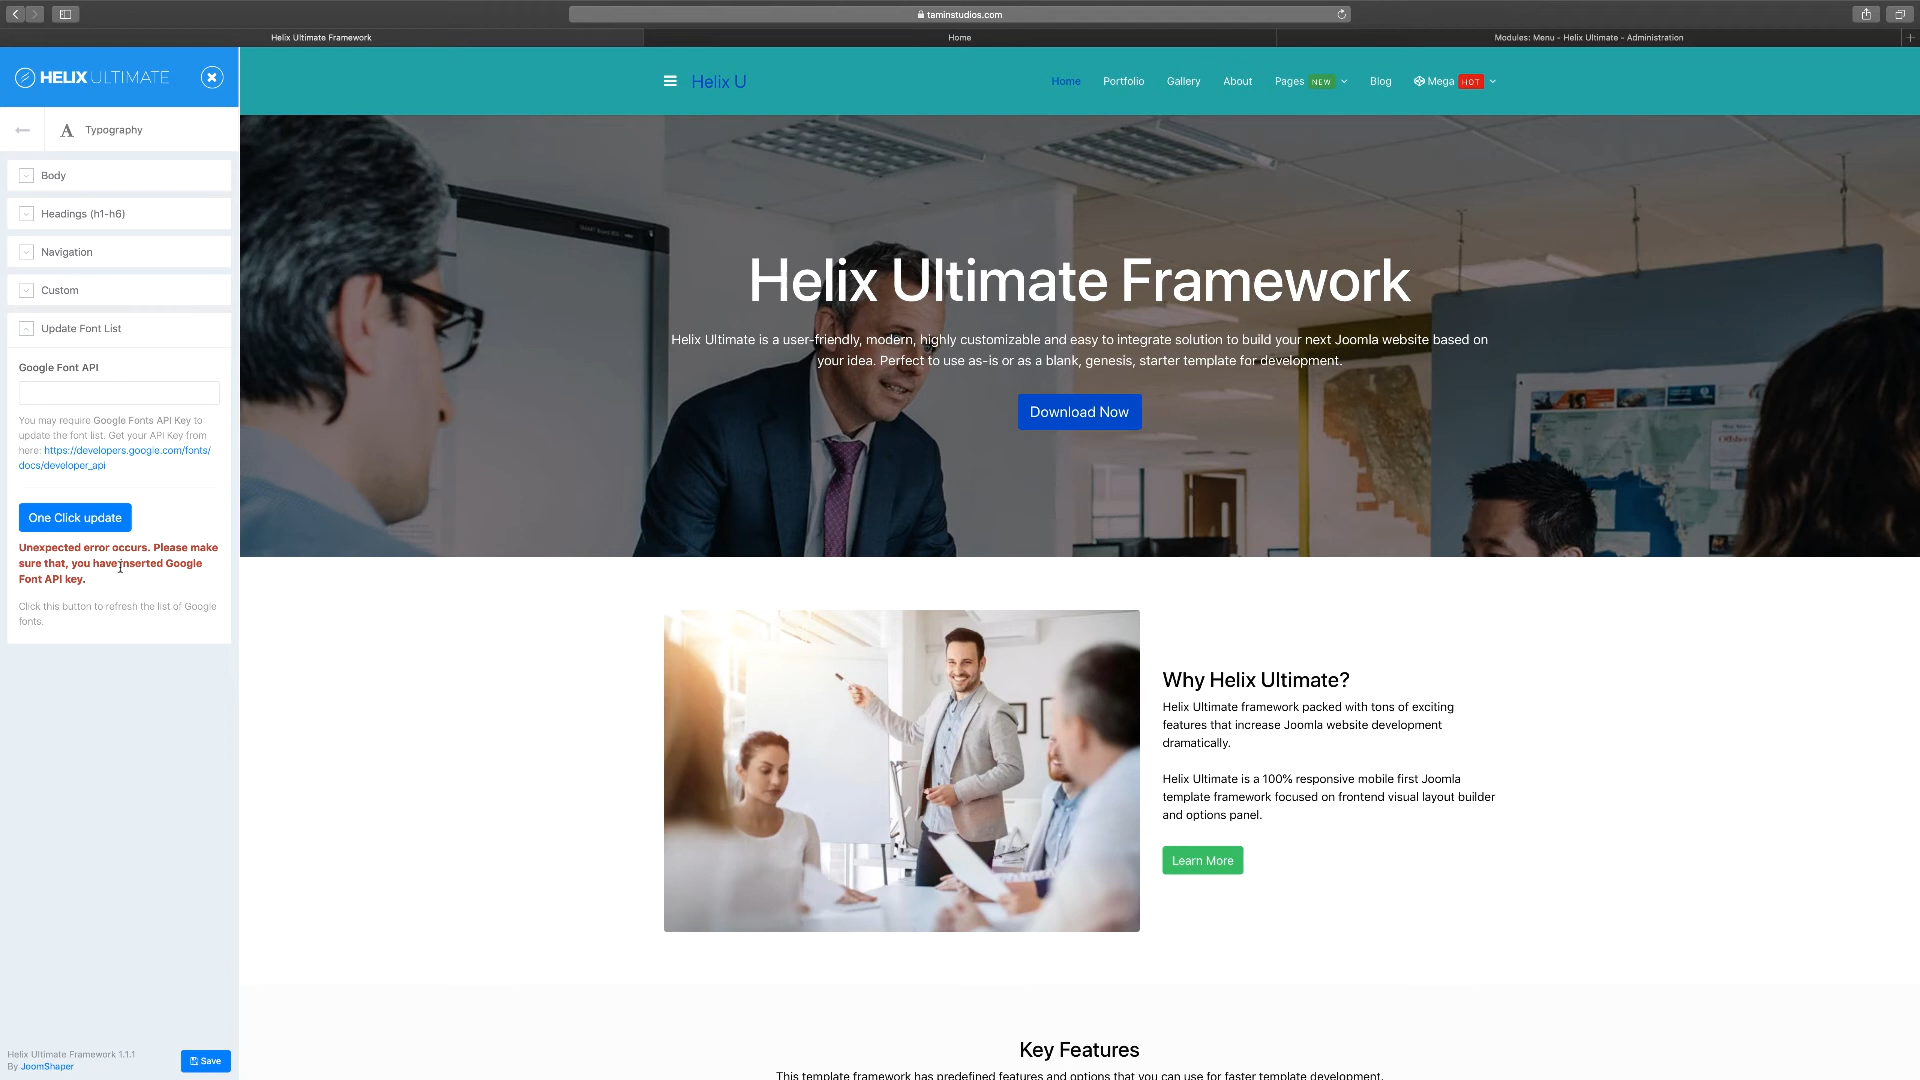 taminstudios.com
Helix Ultimate Framework
Home
Modules: Menu - Helix Ultimate - Administration
HELIX ULTIMATE
Helix U
Home
Portfolio
Gallery
About
Pages NEW
Blog
Mega HOT
Typography
Body
Headings (h1-h6)
Navigation
Custom
Update Font List
Google Font API
You may require Google Fonts API Key to
update the font list. Get your API Key from
here: https://developers.google.com/fonts/
docs/developer_api
One Click update
Unexpected error occurs. Please make
sure that, you have inserted Google
Font API key.
Click this button to refresh the list of Google
fonts.
Helix Ultimate Framework 1.1.1
By JoomShaper
Save
Helix Ultimate Framework
Helix Ultimate is a user-friendly, modern, highly customizable and easy to integrate solution to build your next Joomla website based on
your idea. Perfect to use as-is or as a blank, genesis, starter template for development.
Download Now
Why Helix Ultimate?
Helix Ultimate framework packed with tons of exciting
features that increase Joomla website development
dramatically.
Helix Ultimate is a 100% responsive mobile first Joomla
template framework focused on frontend visual layout builder
and options panel.
Learn More
Key Features
This template framework has predefined features and options that you can use for faster template development.